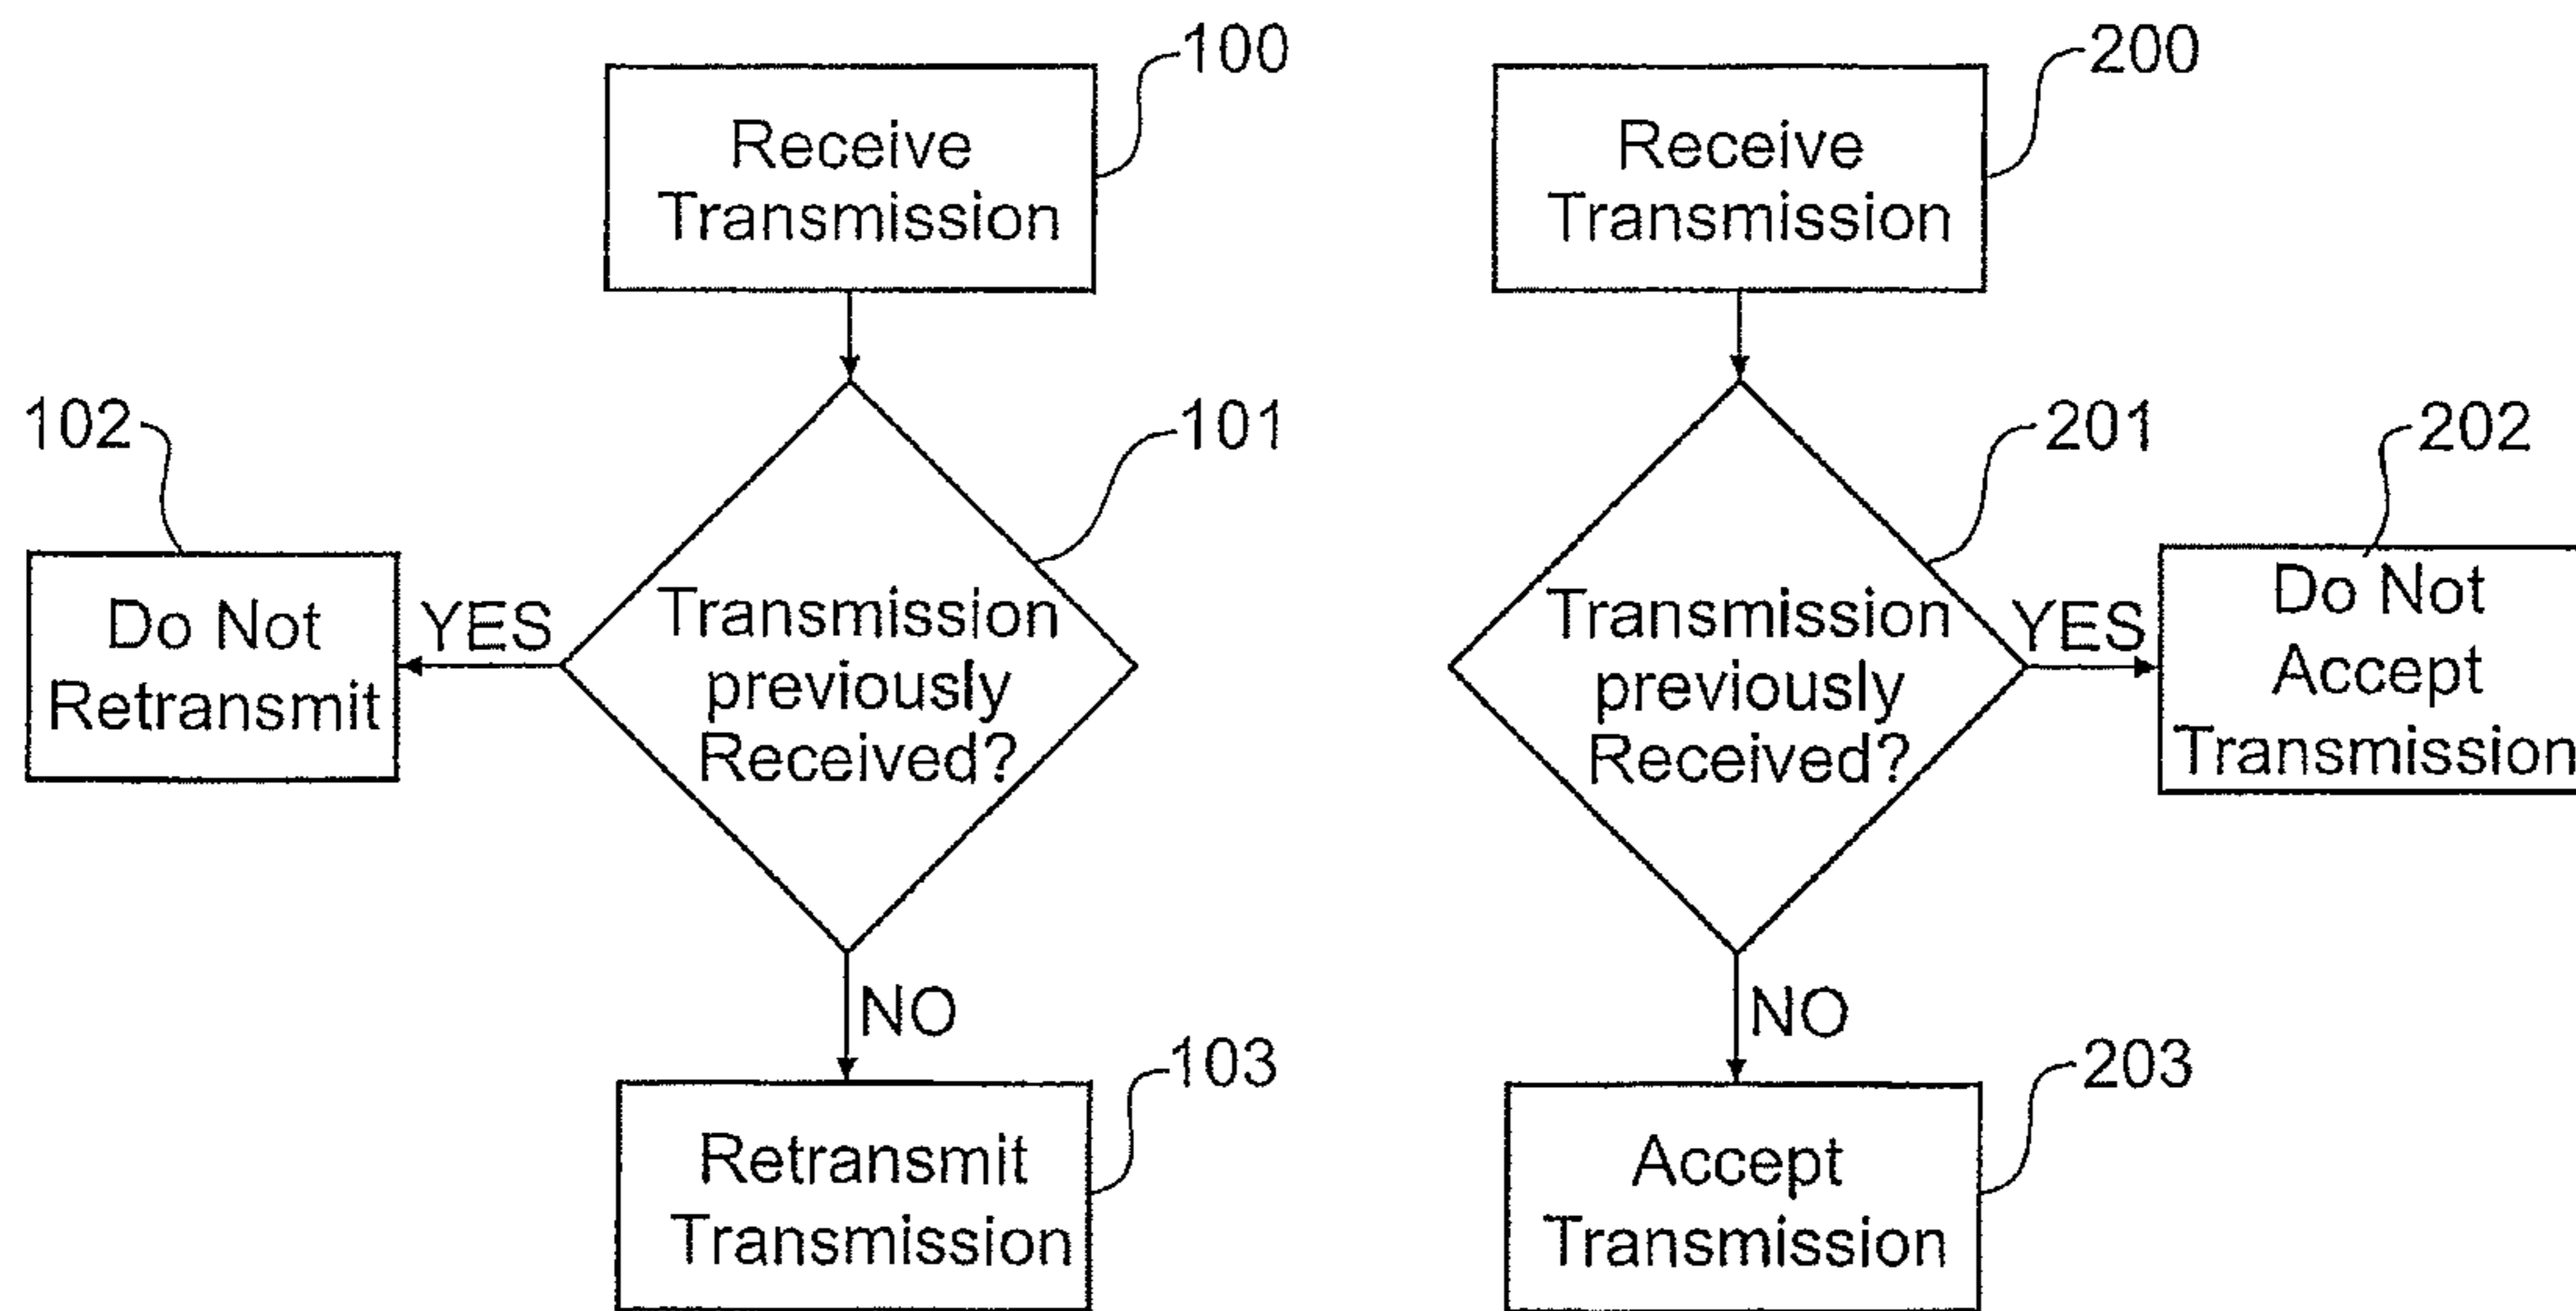 100
Receive
Transmission
101
Transmission
previously
Received?
YES
102
Do Not
Retransmit
NO
103
Retransmit
Transmission
200
Receive
Transmission
201
Transmission
previously
Received?
YES
202
Do Not
Accept
Transmission
NO
203
Accept
Transmission